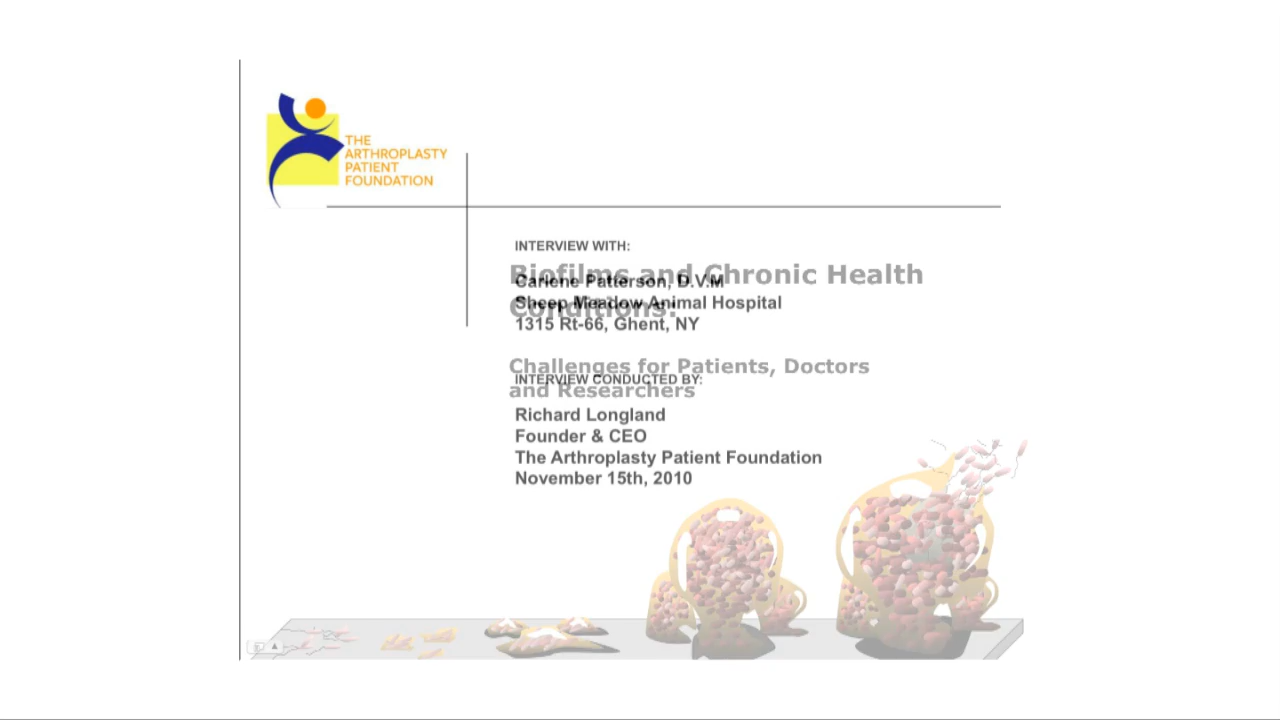 THE
ARTHROPLASTY
PATIENT
FOUNDATION
INTERVIEW WITH:
Biofilms and Chronic Health
Carlene Patterson, D.V.M
Sheep Meadow Animal Hospital
Conditions:
1315 Rt-66, Ghent, NY
Challenges for Patients, Doctors
INTERVIEW CONDUCTED BY:
and Researchers
Richard Longland
Founder & CEO
The Arthroplasty Patient Foundation
November 15th, 2010